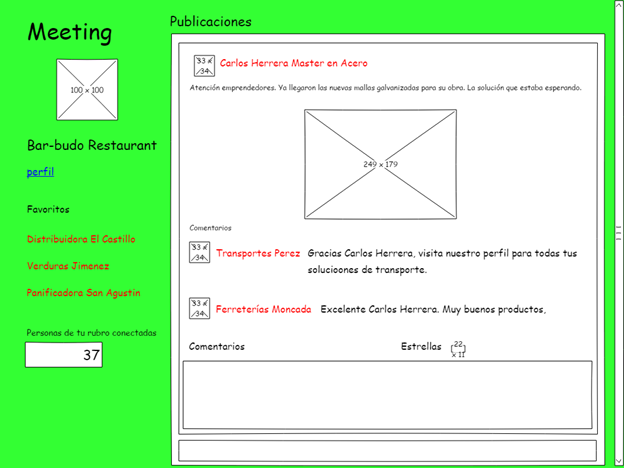 Meeting
100 x 100
Bar-budo Restaurant
perfil
Favoritos
Distribuidora El Castillo
Verduras Jimenez
Panificadora San Agustin
Personas de tu rubro conectadas
37
Publicaciones
33 x
34
Carlos Herrera Master en Acero
Atención emprendedores. Ya llegaron las nuevas mallas galvanizadas para su obra. La solución que estaba esperando.
249 x 179
Comentarios
33 x
34
Transportes Perez
Gracias Carlos Herrera, visita nuestro perfil para todas tus
solucioones de transporte.
33 x
34
Ferreterías Moncada
Excelente Carlos Herrera. Muy buenos productos,
Comentarios
Estrellas
22
x 11